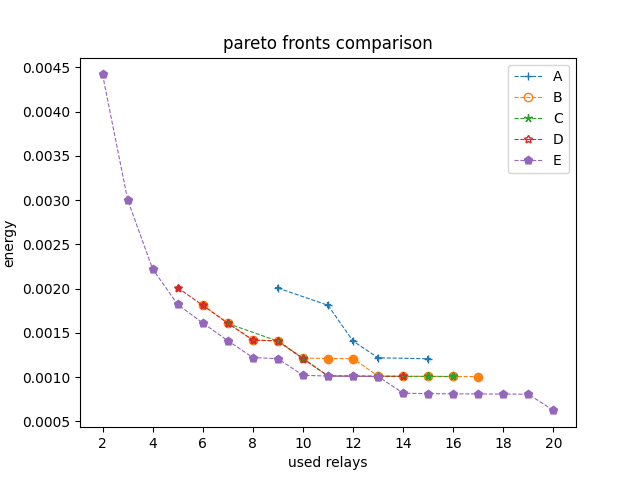 pareto fronts comparison
0.0045
0.0040
0.0035
0.0030
0.0025
0.0020
0.0015
0.0010
0.0005
energy
A
B
C
D
E
2 4 6 8 10 12 14 16 18 20
used relays